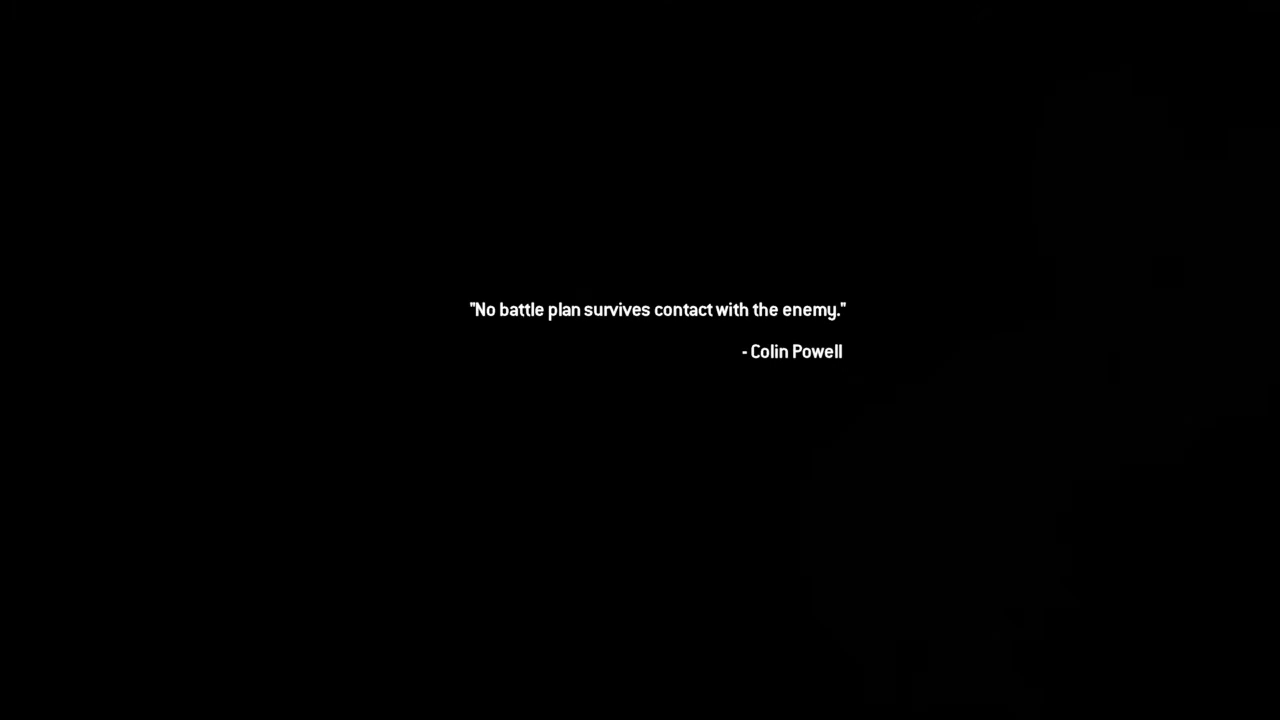 "No battle plan survives contact with the enemy."
- Colin Powell